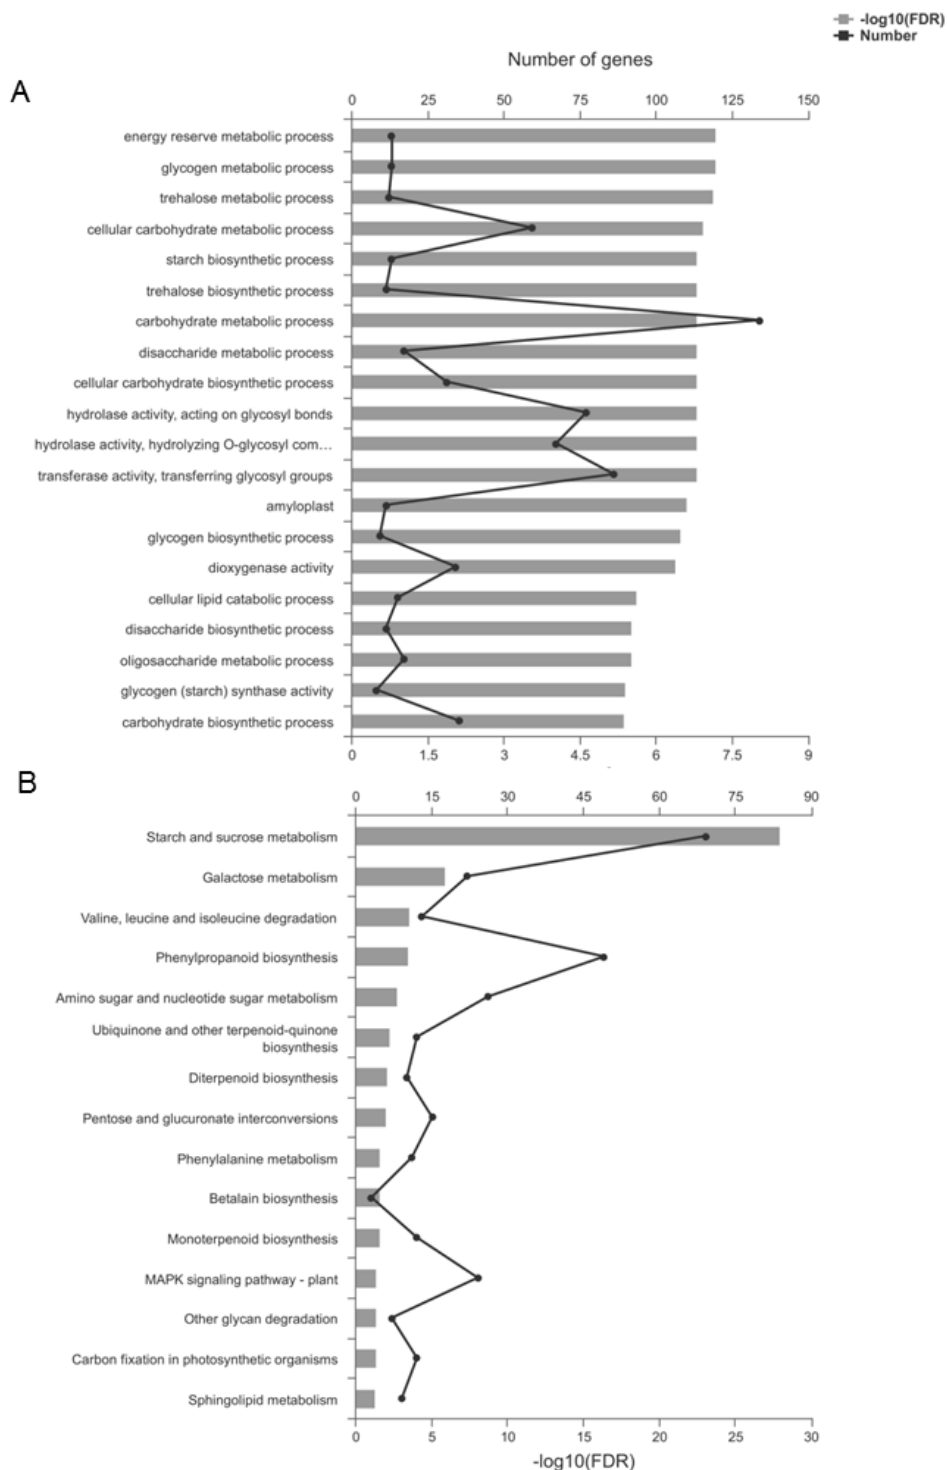 -log10(FDR)
Number
Number of genes
A
0 25 50 75 100 125 150
energy reserve metabolic process
glycogen metabolic process
trehalose metabolic process
cellular carbohydrate metabolic process
starch biosynthetic process
trehalose biosynthetic process
carbohydrate metabolic process
disaccharide metabolic process
cellular carbohydrate biosynthetic process
hydrolase activity, acting on glycosyl bonds
hydrolase activity, hydrolyzing O-glycosyl com…
transferase activity, transferring glycosyl groups
amyloplast
glycogen biosynthetic process
dioxygenase activity
cellular lipid catabolic process
disaccharide biosynthetic process
oligosaccharide metabolic process
glycogen (starch) synthase activity
carbohydrate biosynthetic process
0 1.5 3 4.5 6 7.5 9
B
0 15 30 45 60 75 90
Starch and sucrose metabolism
Galactose metabolism
Valine, leucine and isoleucine degradation
Phenylpropanoid biosynthesis
Amino sugar and nucleotide sugar metabolism
Ubiquinone and other terpenoid-quinone
biosynthesis
Diterpenoid biosynthesis
Pentose and glucuronate interconversions
Phenylalanine metabolism
Betalain biosynthesis
Monoterpenoid biosynthesis
MAPK signaling pathway - plant
Other glycan degradation
Carbon fixation in photosynthetic organisms
Sphingolipid metabolism
0 5 10 15 20 25 30
-log10(FDR)